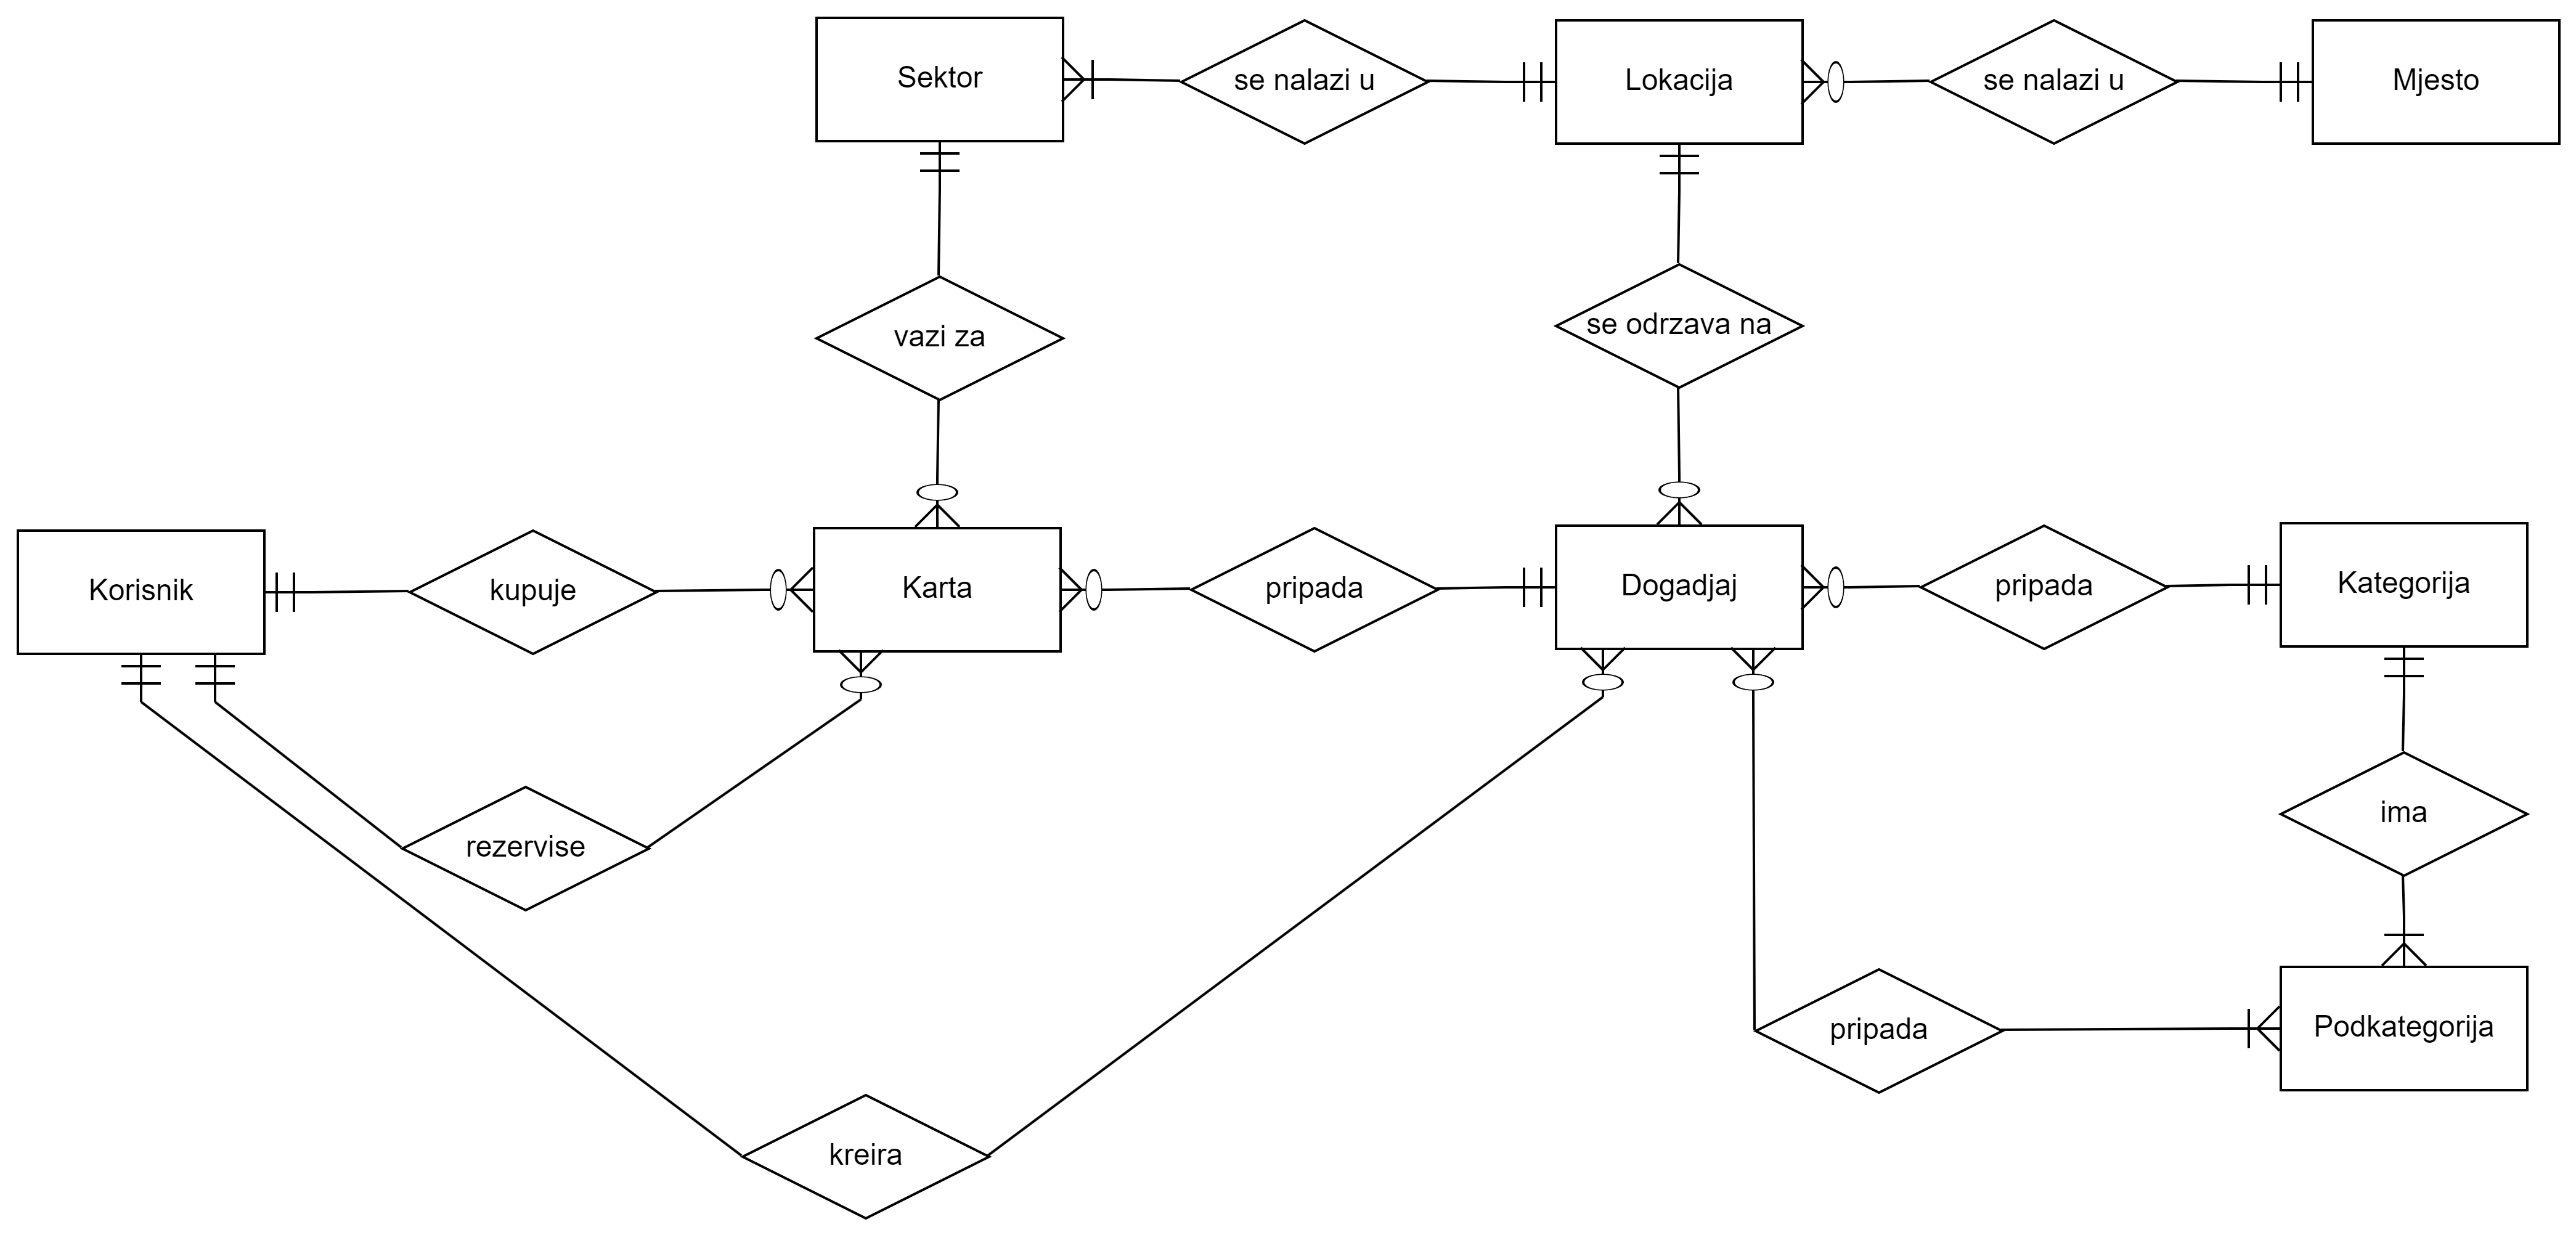 Sektor
se nalazi u
Lokacija
se nalazi u
Mjesto
vazi za
se odrzava na
Korisnik
kupuje
Karta
pripada
Dogadjaj
pripada
Kategorija
rezervise
ima
pripada
Podkategorija
kreira